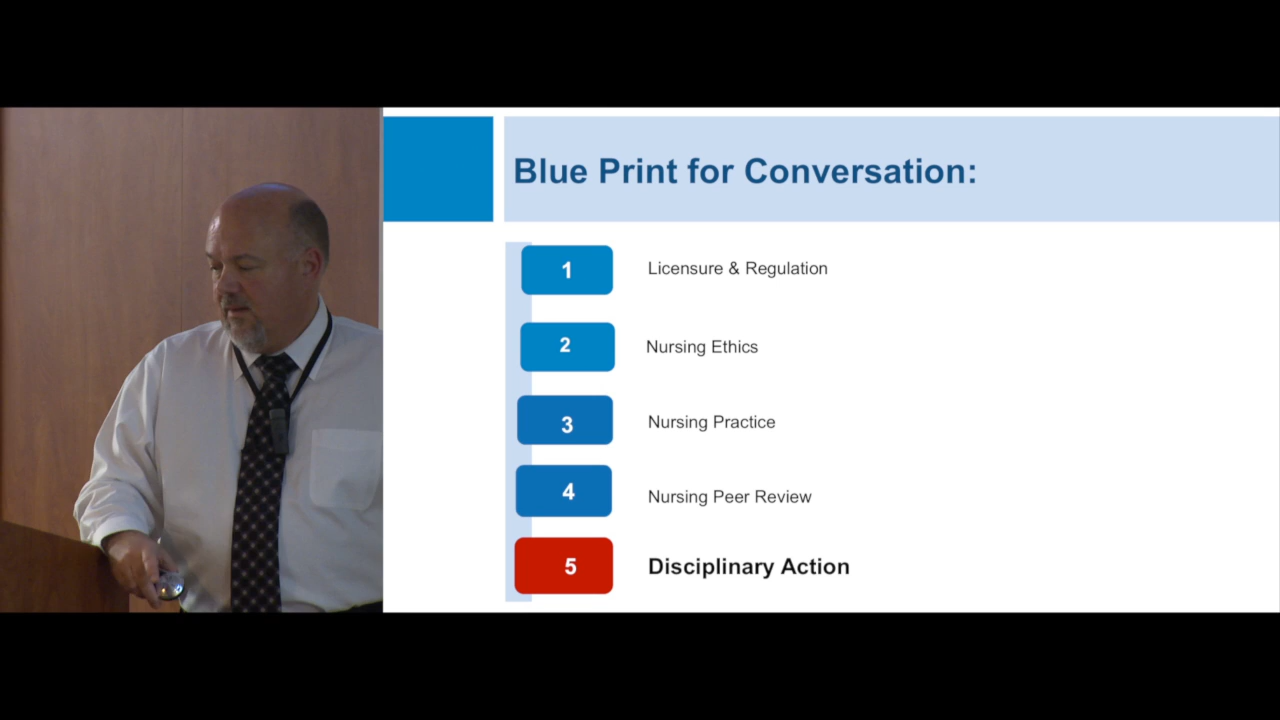 Blue Print for Conversation:
1 Licensure & Regulation
2 Nursing Ethics
3 Nursing Practice
4 Nursing Peer Review
5 Disciplinary Action